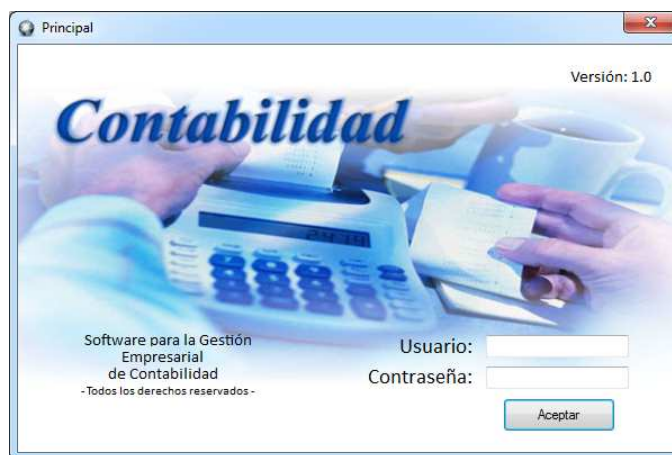 Principal
Versión: 1.0
Contabilidad
Software para la Gestión
Empresarial
de Contabilidad
- Todos los derechos reservados -
Usuario:
Contraseña:
Aceptar